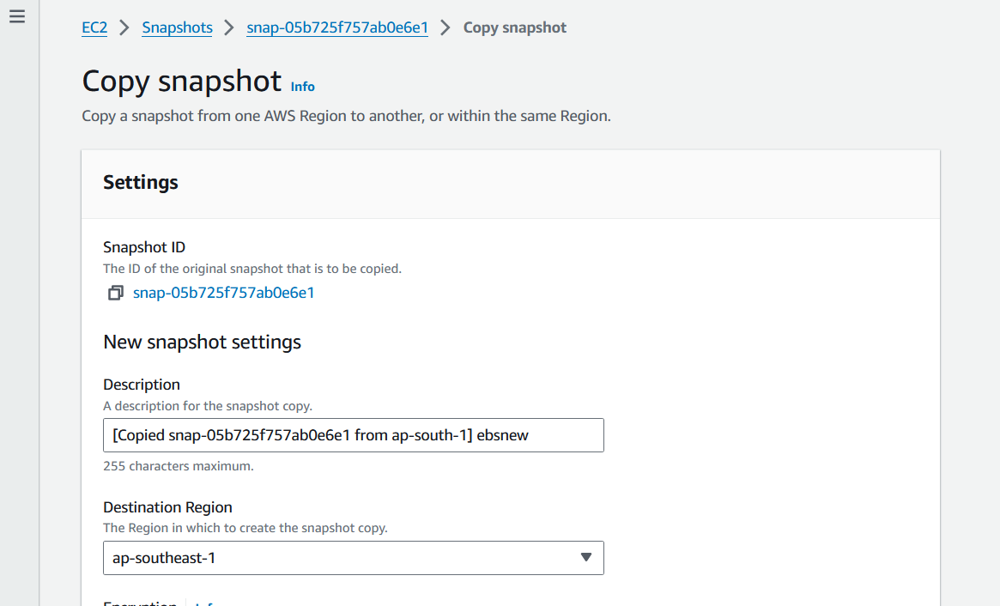 EC2 > Snapshots > snap-05b725f757ab0e6e1 > Copy snapshot
Copy snapshot Info
Copy a snapshot from one AWS Region to another, or within the same Region.
Settings
Snapshot ID
The ID of the original snapshot that is to be copied.
snap-05b725f757ab0e6e1
New snapshot settings
Description
A description for the snapshot copy.
[Copied snap-05b725f757ab0e6e1 from ap-south-1] ebsnew
255 characters maximum.
Destination Region
The Region in which to create the snapshot copy.
ap-southeast-1
Encryption Info